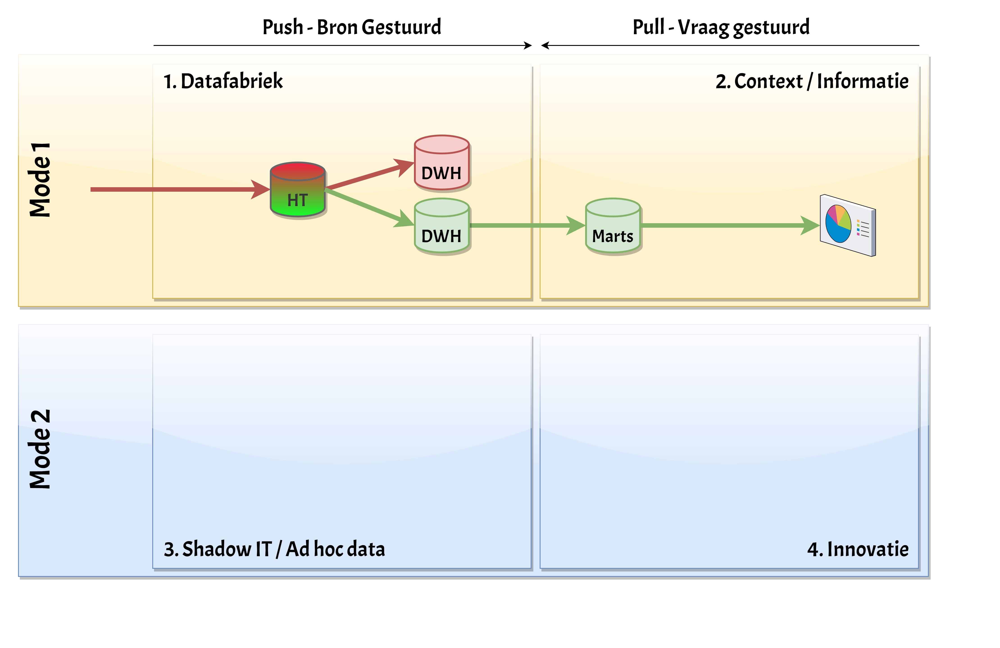 Push - Bron Gestuurd
Pull - Vraag gestuurd
Mode 1
1. Datafabriek
2. Context / Informatie
HT
DWH
DWH
Marts
Mode 2
3. Shadow IT / Ad hoc data
4. Innovatie